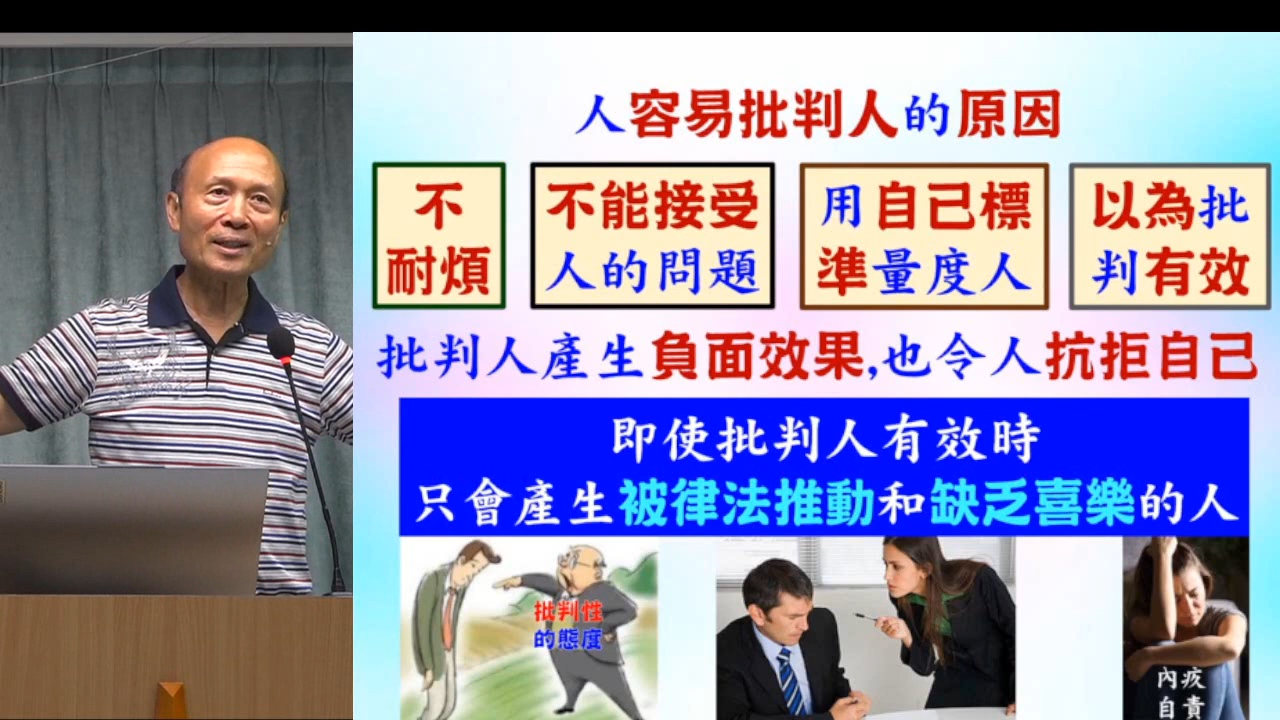 人容易批判人的原因
不
耐煩
不能接受
人的問題
用自己標
準量度人
以為批
判有效
批判人產生負面效果,也令人抗拒自己
即使批判人有效時
只會產生被律法推動和缺乏喜樂的人
批判性
的態度
內疚
自責